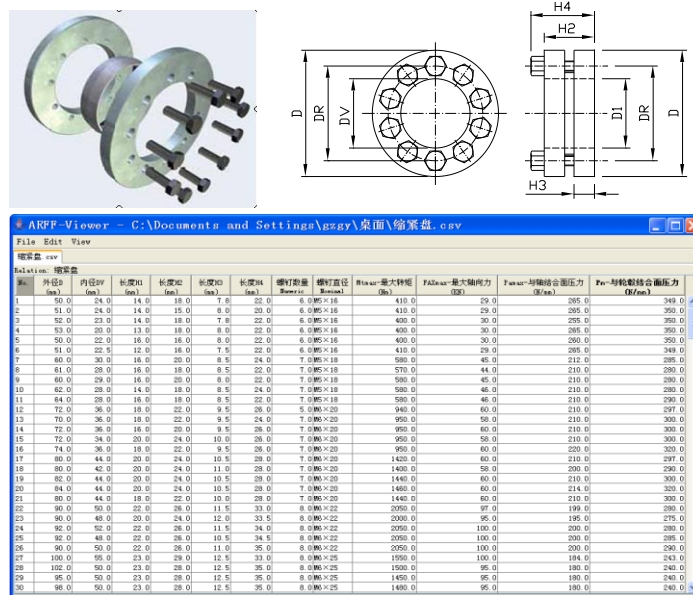 H4
H2
D
DR
DV
D1
DR
D
H3
ARFF-Viewer - C:\Documents and Settings\gzgy\桌面\缩紧盘.csv
File Edit View
缩紧盘.csv
Relation: 缩紧盘
No. 外径D 内径DV 长度H1 长度H2 长度H3 长度H4 螺钉数量 螺钉直径 Mtmax-最大转矩 FAXmax-最大轴向力 Pamax-与轴结合面压力 Pn-与轮毂结合面压力
(mm) (mm) (mm) (mm) (mm) (mm) Numeric Nominal (Nm) (KN) (N/mm) (N/mm)
1 50.0 24.0 14.0 18.0 7.8 22.0 6.0 M5×16 410.0 29.0 265.0 349.0
2 51.0 24.0 14.0 15.0 8.0 20.0 6.0 M5×16 410.0 29.0 265.0 350.0
3 52.0 23.0 14.0 18.0 7.8 22.0 6.0 M5×16 400.0 30.0 255.0 350.0
4 53.0 20.0 13.0 18.0 8.0 22.0 6.0 M5×16 400.0 30.0 265.0 350.0
5 50.0 22.0 16.0 18.0 8.0 22.0 6.0 M5×16 400.0 30.0 260.0 350.0
6 51.0 22.5 12.0 16.0 7.5 22.0 6.0 M5×16 410.0 29.0 265.0 349.0
7 60.0 30.0 16.0 20.0 8.5 24.0 7.0 M5×18 580.0 45.0 212.0 285.0
8 61.0 28.0 16.0 18.0 8.5 22.0 7.0 M5×18 570.0 44.0 210.0 280.0
9 60.0 29.0 16.0 20.0 8.0 22.0 7.0 M5×18 580.0 45.0 210.0 280.0
10 62.0 28.0 14.0 18.0 8.5 24.0 7.0 M5×18 580.0 46.0 210.0 280.0
11 64.0 28.0 16.0 18.0 8.5 22.0 7.0 M5×18 580.0 46.0 210.0 290.0
12 72.0 36.0 18.0 22.0 9.5 26.0 5.0 M6×20 940.0 60.0 210.0 297.0
13 70.0 36.0 18.0 22.0 9.5 24.0 7.0 M6×20 950.0 58.0 210.0 300.0
14 72.0 36.0 16.0 20.0 9.5 26.0 7.0 M6×20 950.0 60.0 210.0 300.0
15 72.0 34.0 20.0 24.0 10.0 26.0 7.0 M6×20 950.0 58.0 210.0 300.0
16 74.0 36.0 18.0 22.0 9.5 26.0 7.0 M6×20 950.0 60.0 220.0 320.0
17 80.0 44.0 20.0 24.0 10.5 28.0 7.0 M6×20 1420.0 60.0 210.0 297.0
18 80.0 42.0 20.0 24.0 11.0 28.0 7.0 M6×20 1400.0 58.0 200.0 290.0
19 82.0 44.0 20.0 24.0 10.5 28.0 7.0 M6×20 1440.0 60.0 210.0 300.0
20 84.0 44.0 20.0 24.0 10.5 28.0 7.0 M6×20 1460.0 60.0 214.0 320.0
21 80.0 44.0 18.0 22.0 10.0 28.0 7.0 M6×20 1440.0 60.0 210.0 300.0
22 90.0 50.0 22.0 26.0 11.5 33.0 8.0 M6×22 2050.0 97.0 199.0 280.0
23 90.0 48.0 20.0 24.0 12.0 33.5 8.0 M6×22 2000.0 95.0 195.0 275.0
24 92.0 52.0 22.0 26.0 11.5 34.0 8.0 M6×22 2050.0 100.0 200.0 280.0
25 92.0 48.0 22.0 26.0 10.5 34.5 8.0 M6×22 2050.0 100.0 200.0 285.0
26 90.0 50.0 22.0 26.0 11.0 35.0 8.0 M6×22 2050.0 100.0 200.0 290.0
27 100.0 55.0 23.0 29.0 12.5 33.0 8.0 M6×25 1550.0 100.0 184.0 243.0
28 102.0 50.0 23.0 28.0 12.0 35.0 8.0 M6×25 1500.0 95.0 180.0 240.0
29 95.0 50.0 23.0 28.0 12.5 35.0 8.0 M6×25 1450.0 95.0 180.0 240.0
30 98.0 50.0 23.0 28.0 12.5 35.0 8.0 M6×25 1480.0 95.0 180.0 240.0